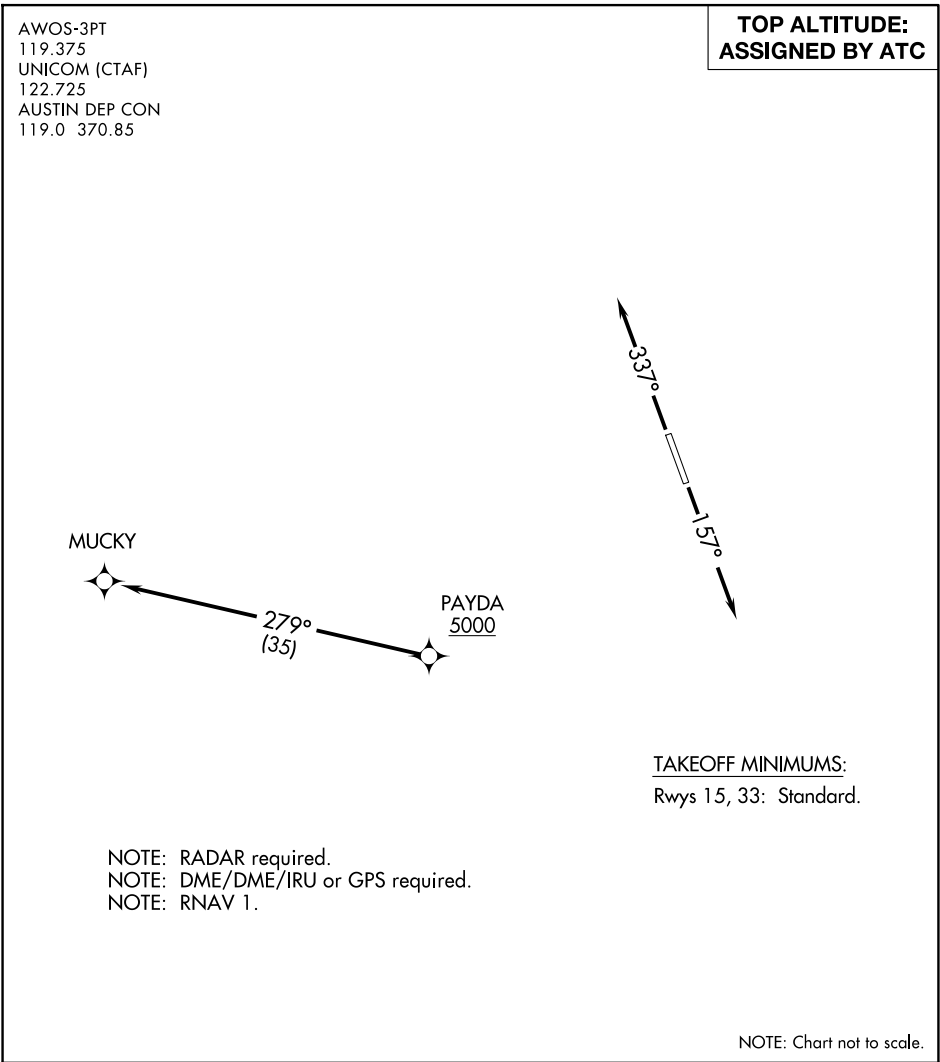 AWOS-3PT
119.375
UNICOM (CTAF)
122.725
AUSTIN DEP CON
119.0 370.85
TOP ALTITUDE:
ASSIGNED BY ATC
337°
157°
MUCKY
279°
(35)
PAYDA
5000
TAKEOFF MINIMUMS:
Rwys 15, 33: Standard.
NOTE: RADAR required.
NOTE: DME/DME/IRU or GPS required.
NOTE: RNAV 1.
NOTE: Chart not to scale.